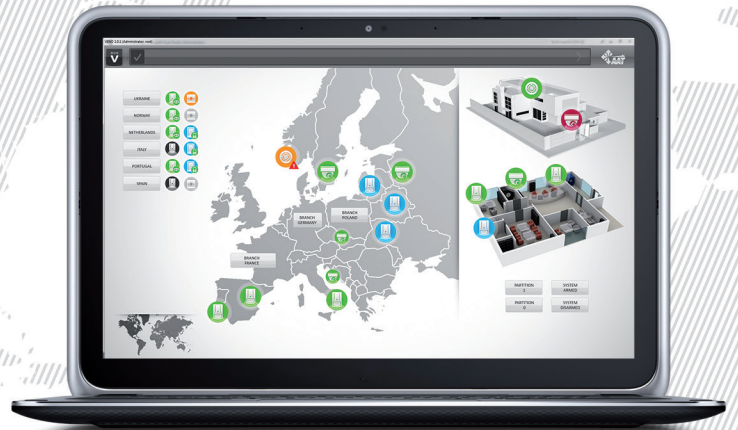 V
UKRAINE
NORWAY
NETHERLANDS
ITALY
PORTUGAL
SPAIN
BRANCH
GERMANY
BRANCH
POLAND
BRANCH
FRANCE
PARTITION
1
SYSTEM
ARMED
PARTITION
0
SYSTEM
DISARMED